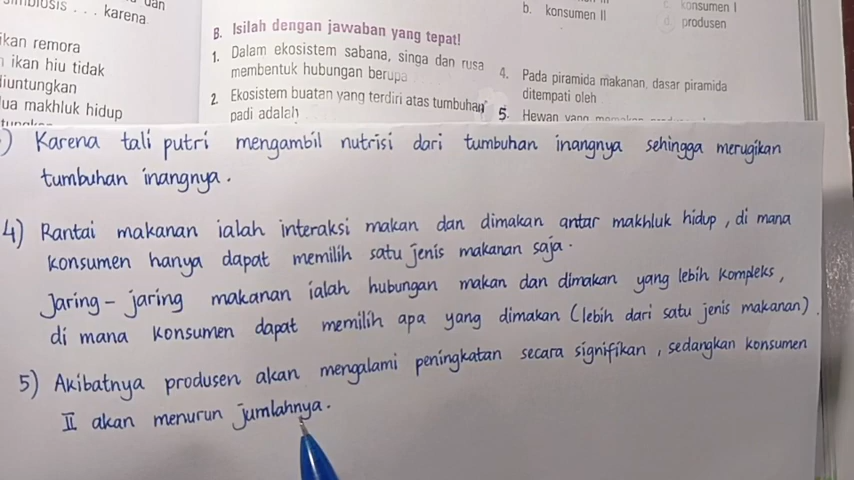 . . . karena
dan
ikan remora
ikan hiu tidak
diuntungkan
dua makhluk hidup
B. Isilah dengan jawaban yang tepat!
1. Dalam ekosistem sabana, singa dan rusa
membentuk hubungan berupa
2. Ekosistem buatan yang terdiri atas tumbuhan
padi adalah
b. konsumen II
c. konsumen I
d. produsen
4. Pada piramida makanan, dasar piramida
ditempati oleh
5. Hewan yang
) Karena tali putri mengambil nutrisi dari tumbuhan inangnya sehingga merugikan
tumbuhan inangnya.
4) Rantai makanan ialah interaksi makan dan dimakan antar makhluk hidup, di mana
konsumen hanya dapat memilih satu jenis makanan saja.
Jaring-jaring makanan ialah hubungan makan dan dimakan yang lebih kompleks,
di mana konsumen dapat memilih apa yang dimakan (lebih dari satu jenis makanan).
5) Akibatnya produsen akan mengalami peningkatan secara signifikan, sedangkan konsumen
II akan menurun jumlahnya.